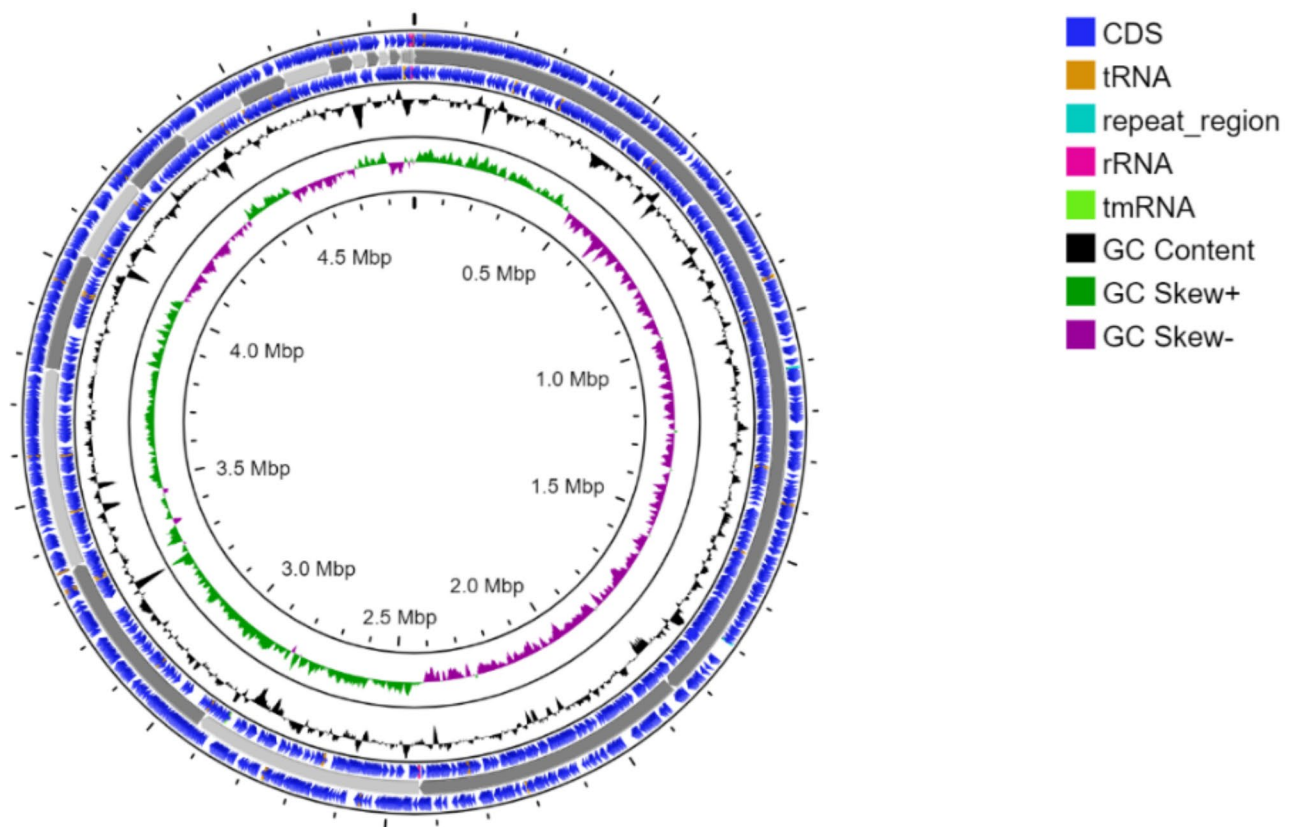 CDS
tRNA
repeat_region
rRNA
tmRNA
GC Content
GC Skew+
GC Skew-
4.5 Mbp
0.5 Mbp
4.0 Mbp
1.0 Mbp
3.5 Mbp
1.5 Mbp
3.0 Mbp
2.0 Mbp
2.5 Mbp